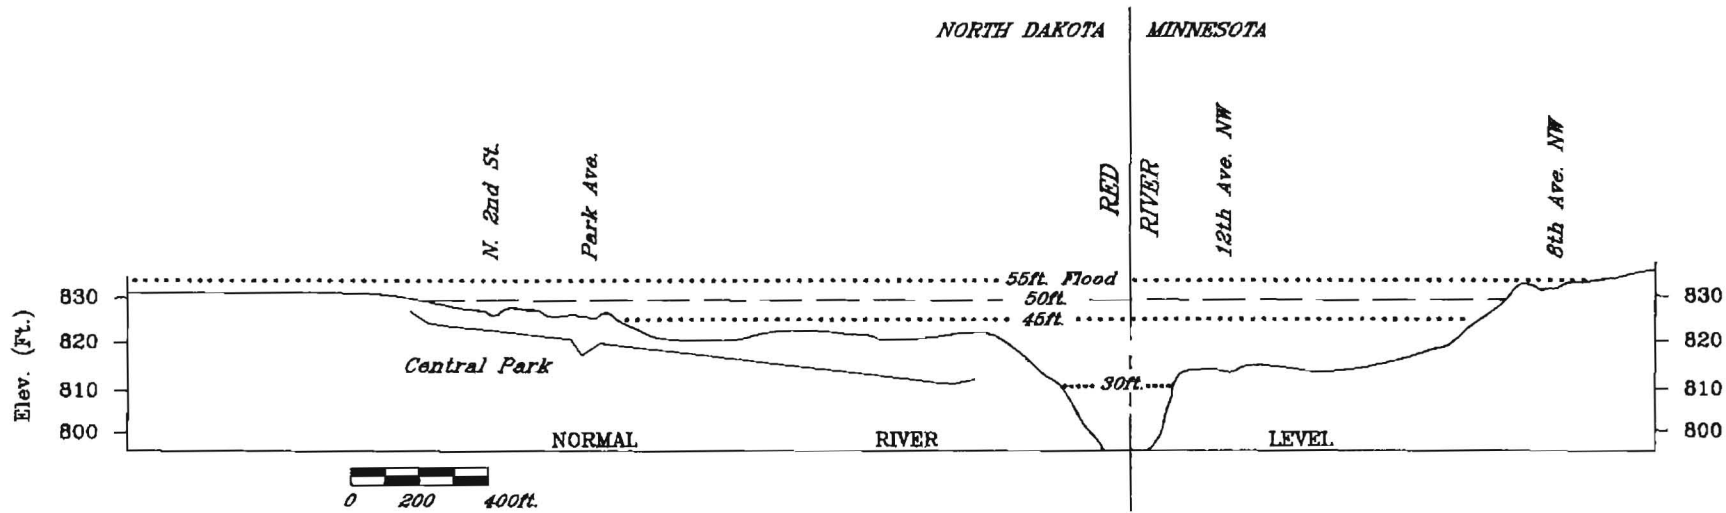 NORTH DAKOTA MINNESOTA
N. 2nd St.
Park Ave.
RED RIVER
12th Ave. NW
8th Ave. NW
55ft. Flood
50ft.
45ft.
30ft.
Elev. (Ft.)
830
820
810
800
830
820
810
800
Central Park
NORMAL RIVER LEVEL
0 200 400ft.